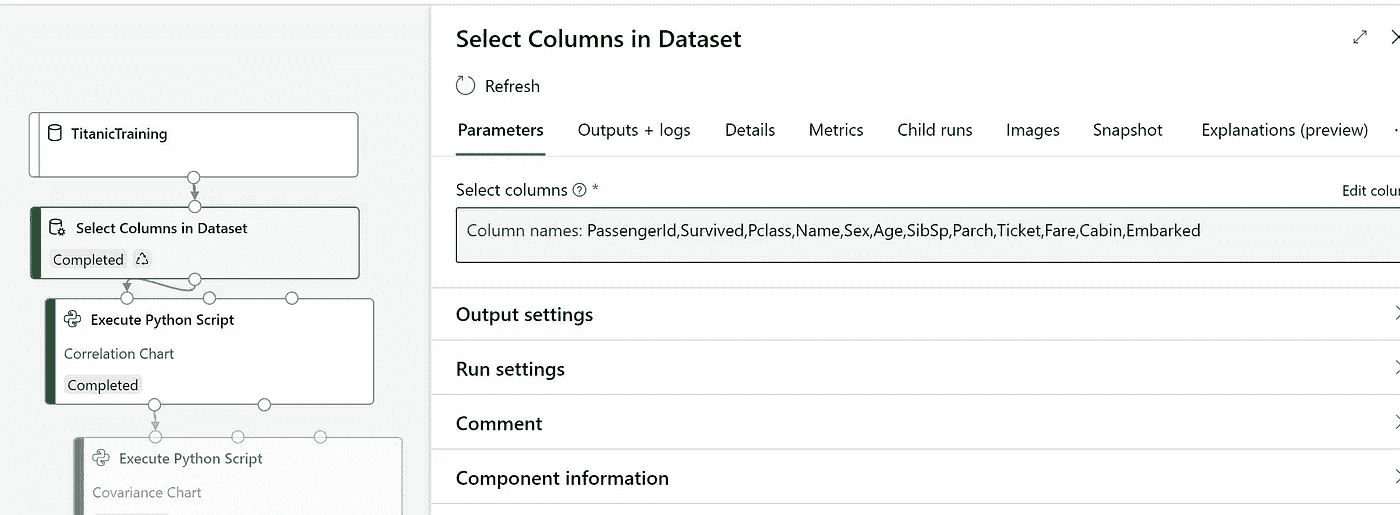 TitanicTraining
Select Columns in Dataset
Completed
Execute Python Script
Correlation Chart
Completed
Execute Python Script
Covariance Chart
Select Columns in Dataset
Refresh
Parameters Outputs + logs Details Metrics Child runs Images Snapshot Explanations (preview)
Select columns * Edit colu
Column names: PassengerId,Survived,Pclass,Name,Sex,Age,SibSp,Parch,Ticket,Fare,Cabin,Embarked
Output settings
Run settings
Comment
Component information